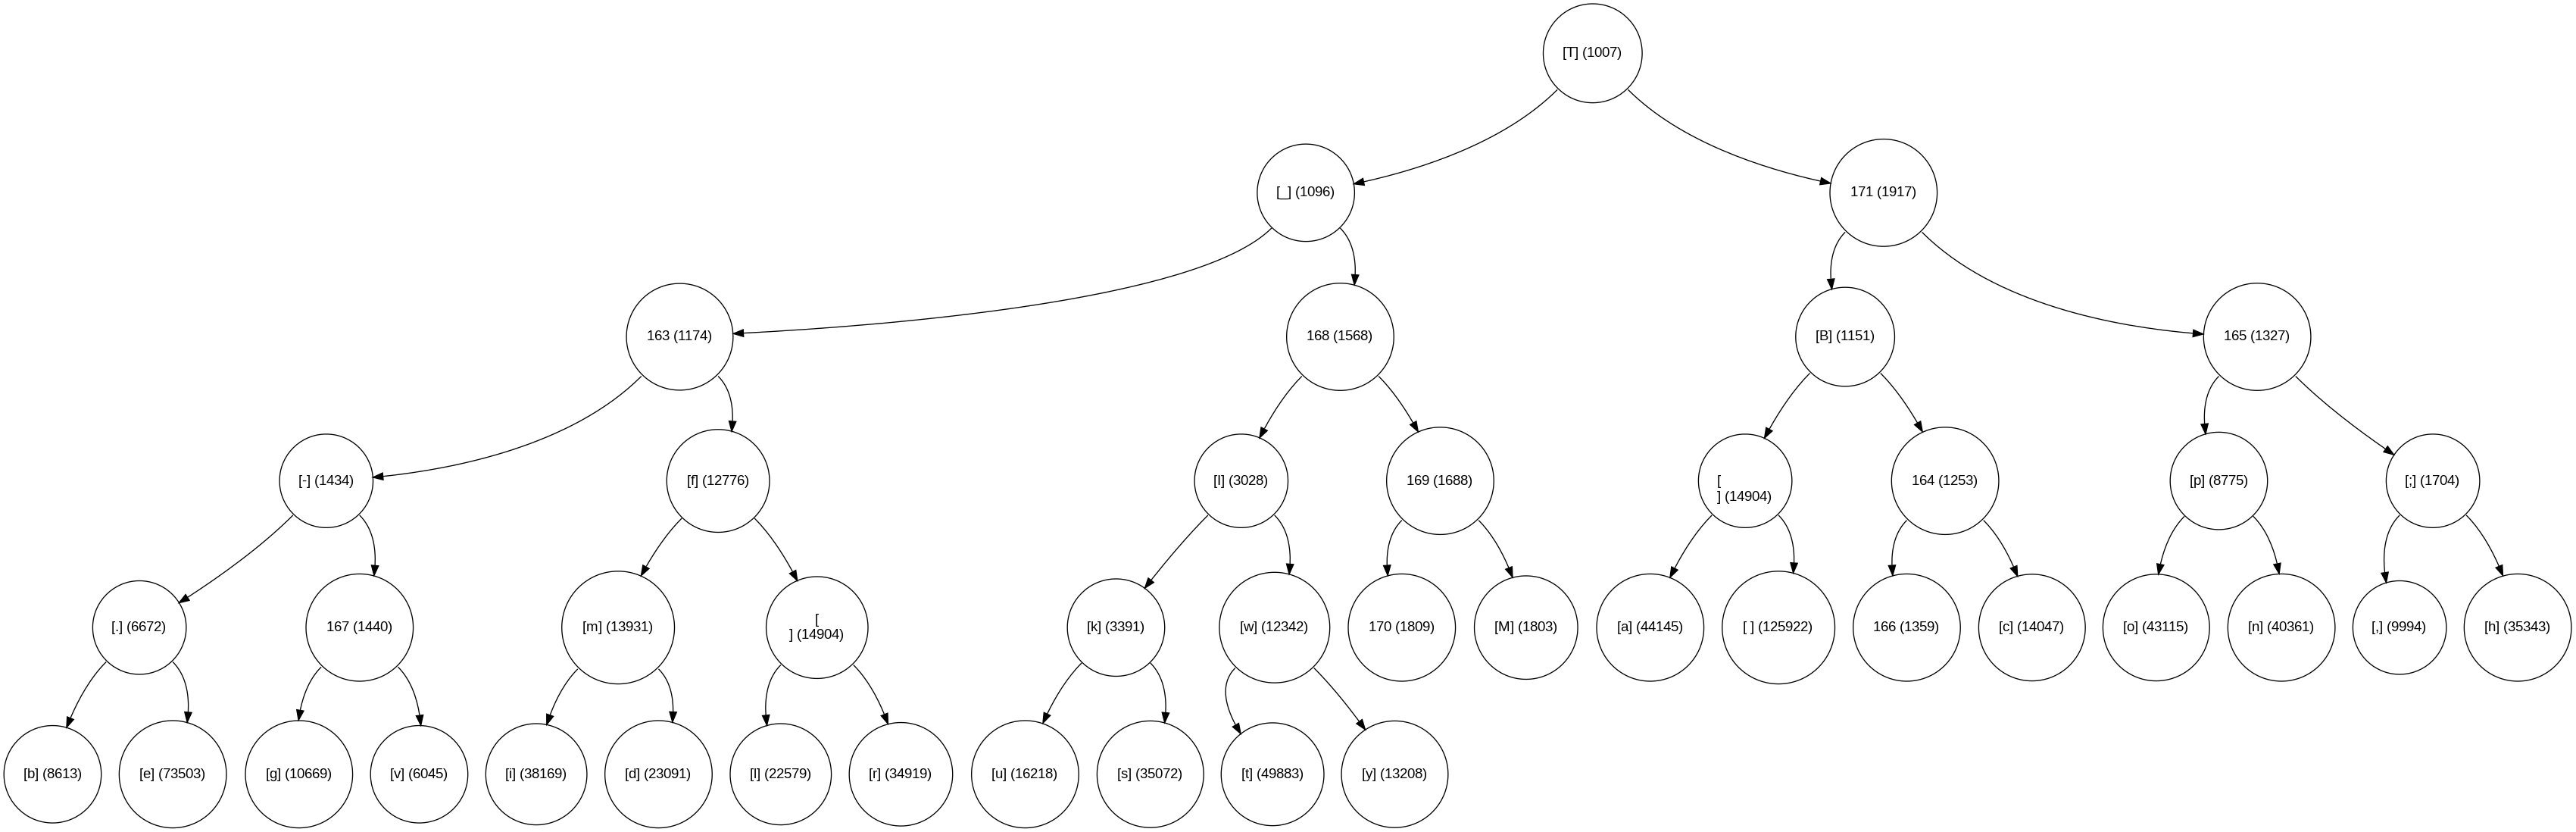 [T] (1007)
[_] (1096)
171 (1917)
163 (1174)
168 (1568)
[B] (1151)
165 (1327)
[-] (1434)
[f] (12776)
[I] (3028)
169 (1688)
[
] (14904)
164 (1253)
[p] (8775)
[;] (1704)
[.] (6672)
167 (1440)
[m] (13931)
[
] (14904)
[k] (3391)
[w] (12342)
170 (1809)
[M] (1803)
[a] (44145)
[ ] (125922)
166 (1359)
[c] (14047)
[o] (43115)
[n] (40361)
[,] (9994)
[h] (35343)
[b] (8613)
[e] (73503)
[g] (10669)
[v] (6045)
[i] (38169)
[d] (23091)
[l] (22579)
[r] (34919)
[u] (16218)
[s] (35072)
[t] (49883)
[y] (13208)